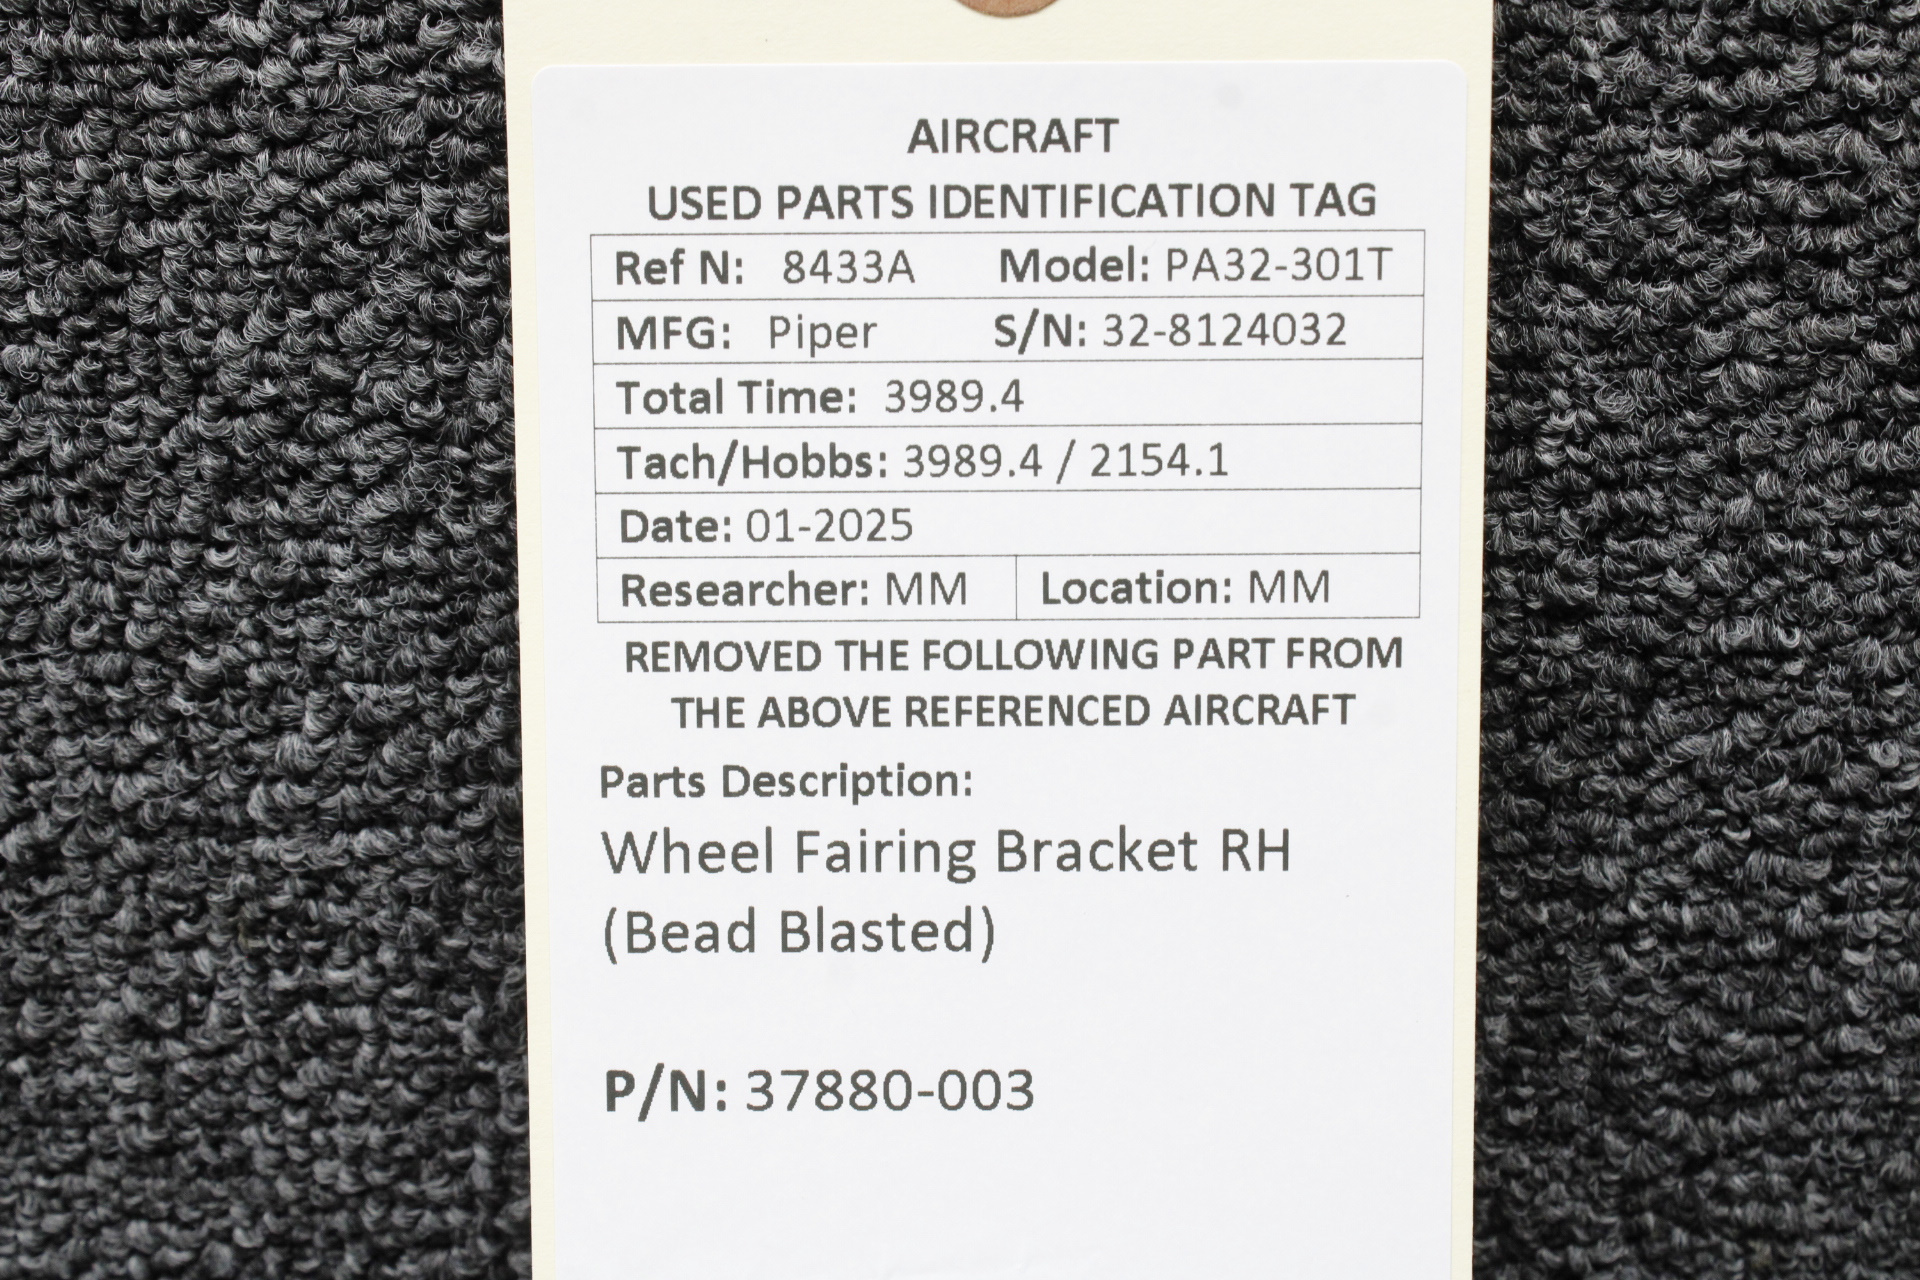 AIRCRAFT
USED PARTS IDENTIFICATION TAG
Ref N: 8433A Model: PA32-301T
MFG: Piper S/N: 32-8124032
Total Time: 3989.4
Tach/Hobbs: 3989.4 / 2154.1
Date: 01-2025
Researcher: MM Location: MM
REMOVED THE FOLLOWING PART FROM
THE ABOVE REFERENCED AIRCRAFT
Parts Description:
Wheel Fairing Bracket RH
(Bead Blasted)
P/N: 37880-003